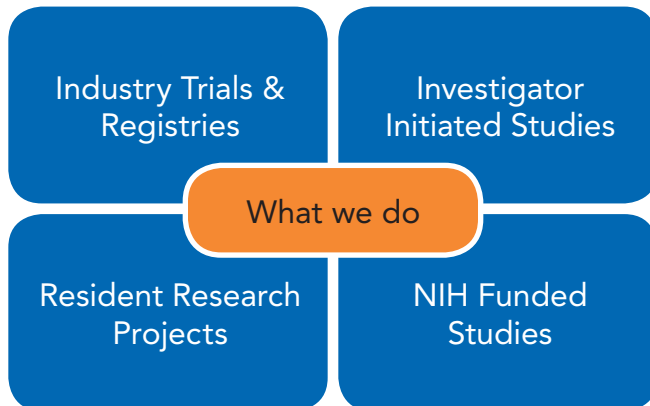 Industry Trials &
Registries
Investigator
Initiated Studies
What we do
Resident Research
Projects
NIH Funded
Studies